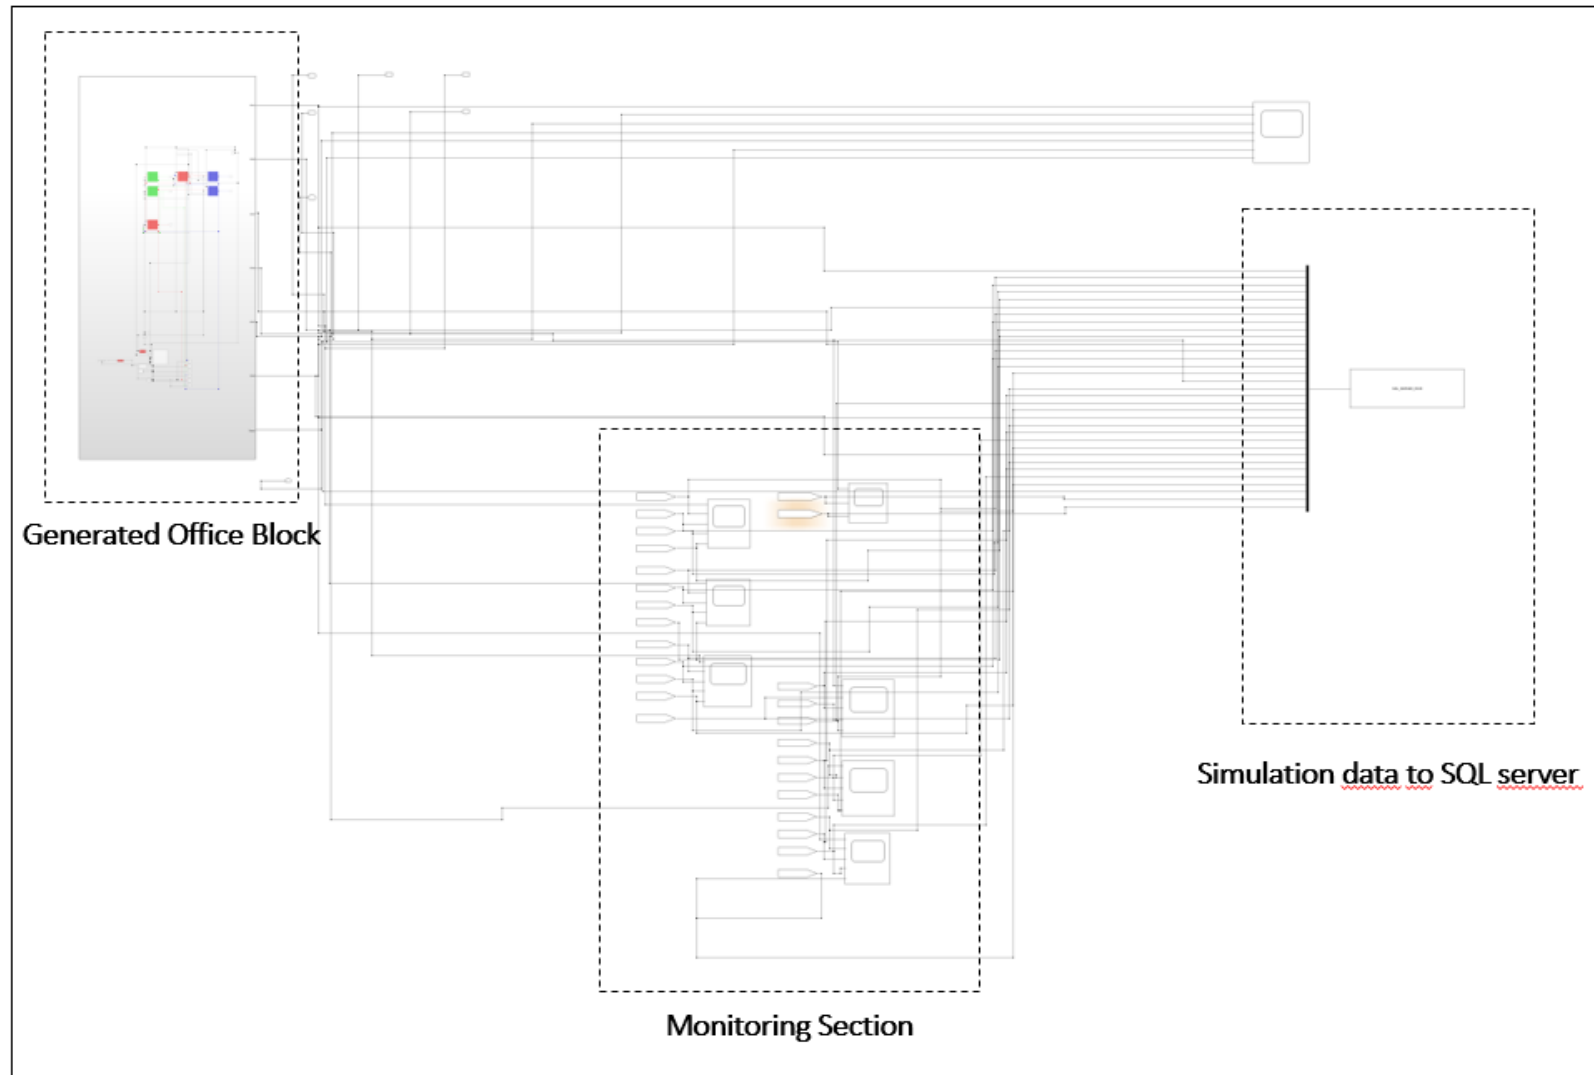 Generated Office Block
Simulation data to SQL server
Monitoring Section